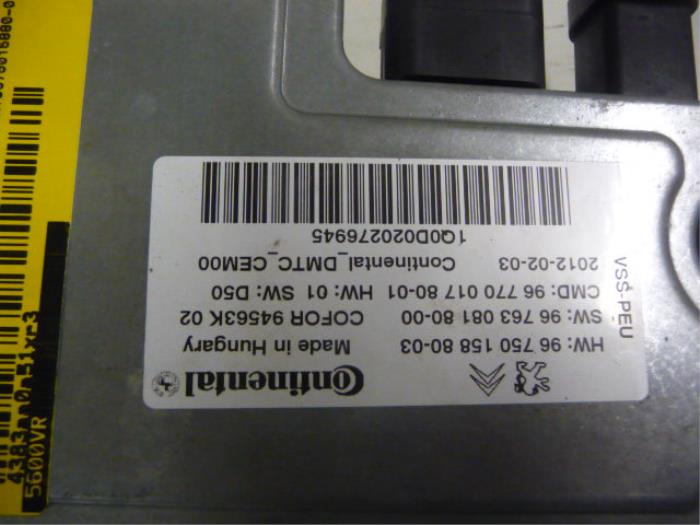 Continental
Made in Hungary
COFOR 94563K 02
HW: 96 750 158 80-03
SW: 96 763 081 80-00
CMD: 96 770 017 80-01 HW: 01 SW: D50
2012-02-03 Continental_DMTC_CEM00
1Q0D020276945
VSS-PEU
5600VR